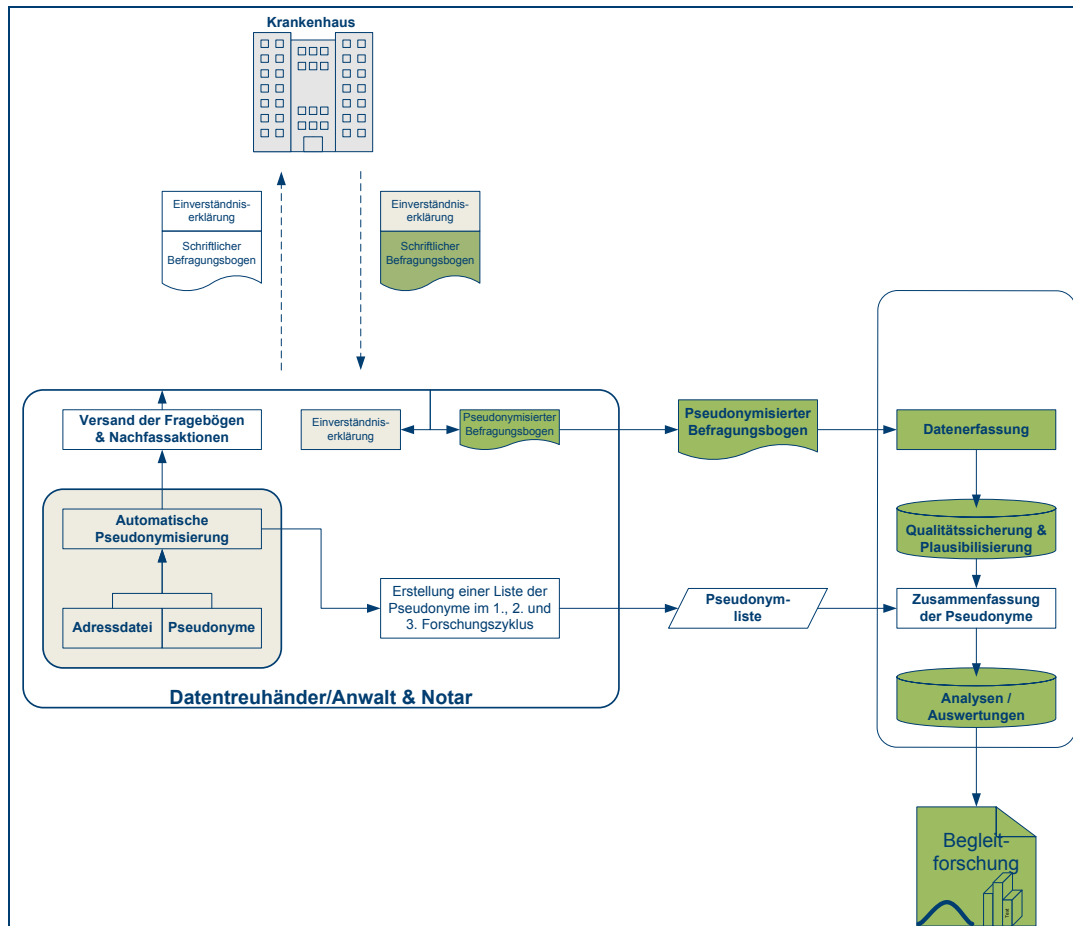 Krankenhaus
Einverständnis-
erklärung
Schriftlicher
Befragungsbogen
Einverständnis-
erklärung
Schriftlicher
Befragungsbogen
Versand der Fragebögen
& Nachfassaktionen
Einverständnis-
erklärung
Pseudonymisierter
Befragungsbogen
Pseudonymisierter
Befragungsbogen
Datenerfassung
Automatische
Pseudonymisierung
Qualitätssicherung &
Plausibilisierung
Adressdatei
Pseudonyme
Erstellung einer Liste der
Pseudonyme im 1., 2. und
3. Forschungszyklus
Pseudonym-
liste
Zusammenfassung
der Pseudonyme
Datentreuhänder/Anwalt & Notar
Analysen /
Auswertungen
Begleit-
forschung
Text